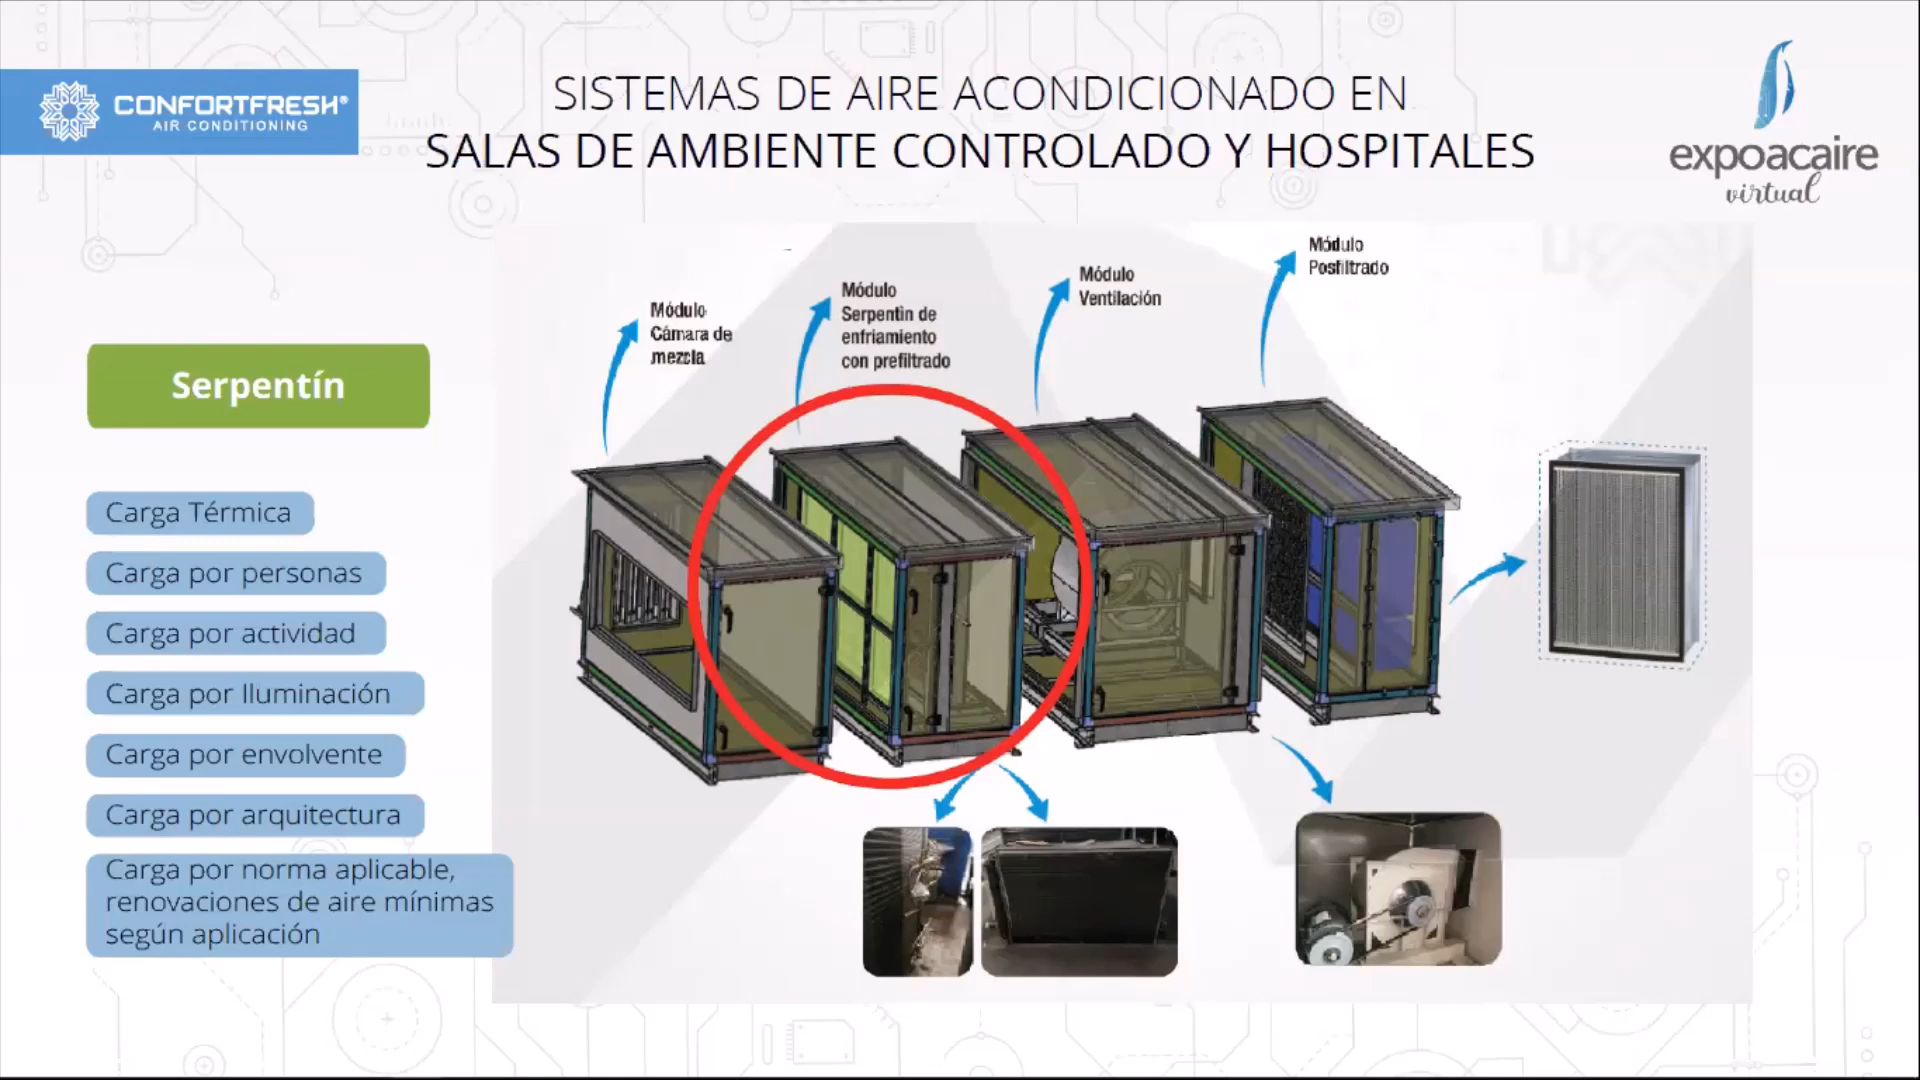 CONFORTFRESH®
AIR CONDITIONING
SISTEMAS DE AIRE ACONDICIONADO EN
SALAS DE AMBIENTE CONTROLADO Y HOSPITALES
expoacaire
virtual
Módulo
Cámara de
mezcla
Módulo
Serpentín de
enfriamiento
con prefiltrado
Módulo
Ventilación
Módulo
Posfiltrado
Serpentín
Carga Térmica
Carga por personas
Carga por actividad
Carga por Iluminación
Carga por envolvente
Carga por arquitectura
Carga por norma aplicable,
renovaciones de aire mínimas
según aplicación